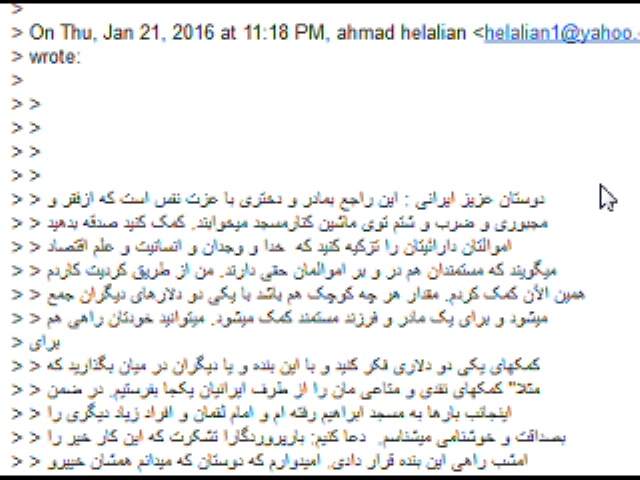 >
> On Thu, Jan 21, 2016 at 11:18 PM, ahmad helalian <helalian1@yahoo.
> wrote:
>
> >
> >
> >
> >
> > دوستان عزیز ایرانی : این راجع بمادر و دختری با عزت نفس است که ازفقر و
> > مجبوری و ضرب و شتم توی ماشین کنارمسجد میخوابند. کمک کنید صدقه بدهید
> > اموالتان دارائیتان را تزکیه کنید که خدا و وجدان و انسانیت و علم اقتصاد
> > میگویند که مستمندان هم در و بر اموالمان حقی دارند. من از طریق کردیت کاردم
> > همین الأن کمک کردم. مقدار هر چه کوچک هم باشد با یکی دو دلارهای دیگران جمع
> > میشود و برای یک مادر و فرزند مستمند کمک میشود. میتوانید خودتان راهی هم
> برای
> > کمکهای یکی دو دلاری فکر کنید و با این بنده و یا دیگران در میان بگذارید که
> > مثلا" کمکهای نقدی و متاعی مان را از طرف ایرانیان یکجا بفرستیم. در ضمن
> > اینجانب بارها به مسجد ابراهیم رفته ام و امام لقمان و افراد زیاد دیگری را
> > بصداقت و خوشنامی میشناسم. دعا کنیم: بارپروردگارا تشکرت که این کار خیر را
> > امشب راهی این بنده قرار دادی. امیدوارم که دوستان که میدانم همشان خیرو